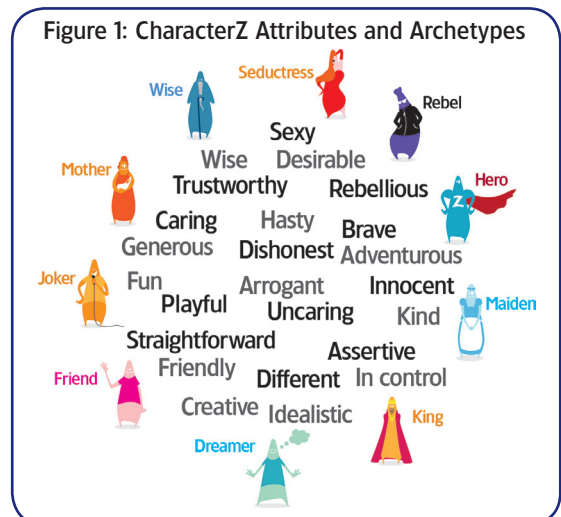 Figure 1: CharacterZ Attributes and Archetypes
Seductress
Wise
Rebel
Sexy
Wise Desirable
Mother
Trustworthy Rebellious
Hero
Z
Caring Hasty Brave
Generous Dishonest Adventurous
Joker
Fun Arrogant Innocent
Playful Uncaring Kind
Maiden
Straightforward Assertive
Friendly Different In control
Friend
Creative Idealistic
King
Dreamer